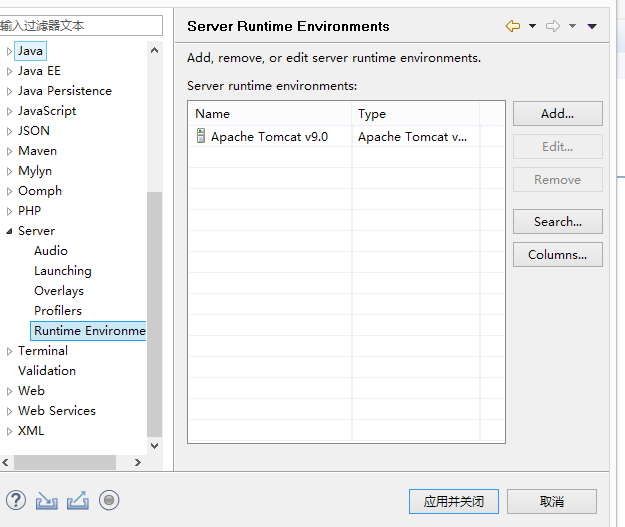 输入过滤器文本
Java
Java EE
Java Persistence
JavaScript
JSON
Maven
Mylyn
Oomph
PHP
Server
Audio
Launching
Overlays
Profilers
Runtime Environme
Terminal
Validation
Web
Web Services
XML
Server Runtime Environments
Add, remove, or edit server runtime environments.
Server runtime environments:
Name Type
Apache Tomcat v9.0 Apache Tomcat v...
Add...
Edit...
Remove
Search...
Columns...
应用并关闭 取消